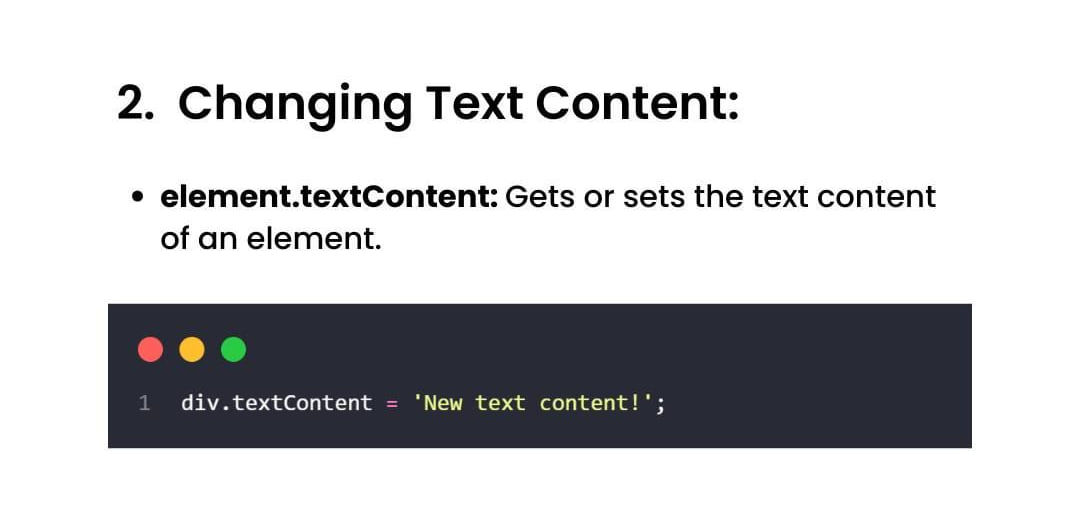 2. Changing Text Content:
• element.textContent: Gets or sets the text content
of an element.
1 div.textContent = 'New text content!';